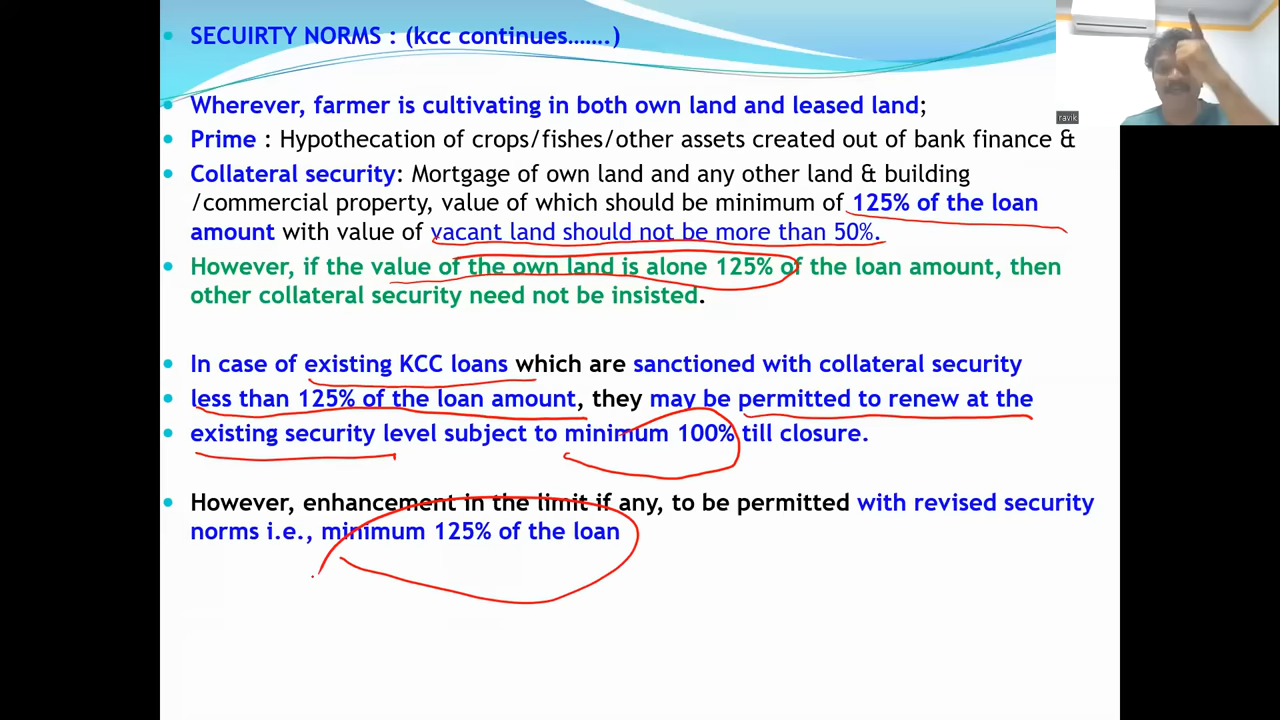 SECUIRTY NORMS : (kcc continues…….)
Wherever, farmer is cultivating in both own land and leased land;
Prime : Hypothecation of crops/fishes/other assets created out of bank finance &
Collateral security: Mortgage of own land and any other land & building
/commercial property, value of which should be minimum of 125% of the loan
amount with value of vacant land should not be more than 50%.
However, if the value of the own land is alone 125% of the loan amount, then
other collateral security need not be insisted.
In case of existing KCC loans which are sanctioned with collateral security
less than 125% of the loan amount, they may be permitted to renew at the
existing security level subject to minimum 100% till closure.
However, enhancement in the limit if any, to be permitted with revised security
norms i.e., minimum 125% of the loan
ravik